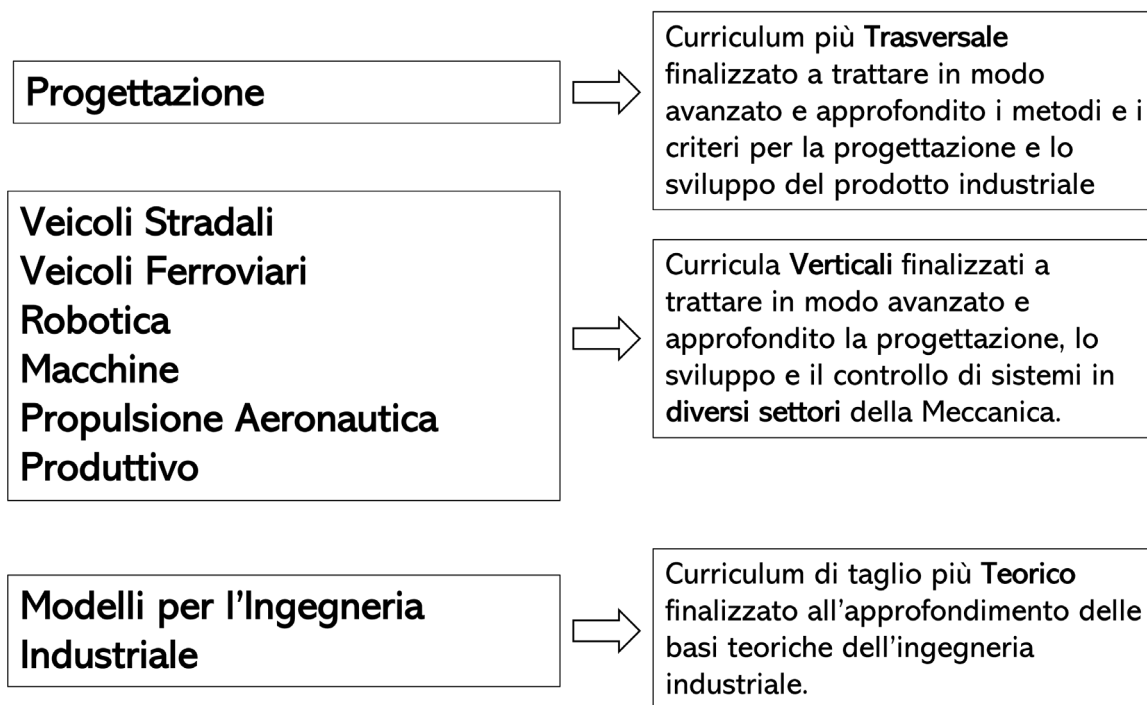 Progettazione
Curriculum più Trasversale
finalizzato a trattare in modo
avanzato e approfondito i metodi e i
criteri per la progettazione e lo
sviluppo del prodotto industriale
Veicoli Stradali
Veicoli Ferroviari
Robotica
Macchine
Propulsione Aeronautica
Produttivo
Curricula Verticali finalizzati a
trattare in modo avanzato e
approfondito la progettazione, lo
sviluppo e il controllo di sistemi in
diversi settori della Meccanica.
Modelli per l'Ingegneria
Industriale
Curriculum di taglio più Teorico
finalizzato all'approfondimento delle
basi teoriche dell'ingegneria
industriale.